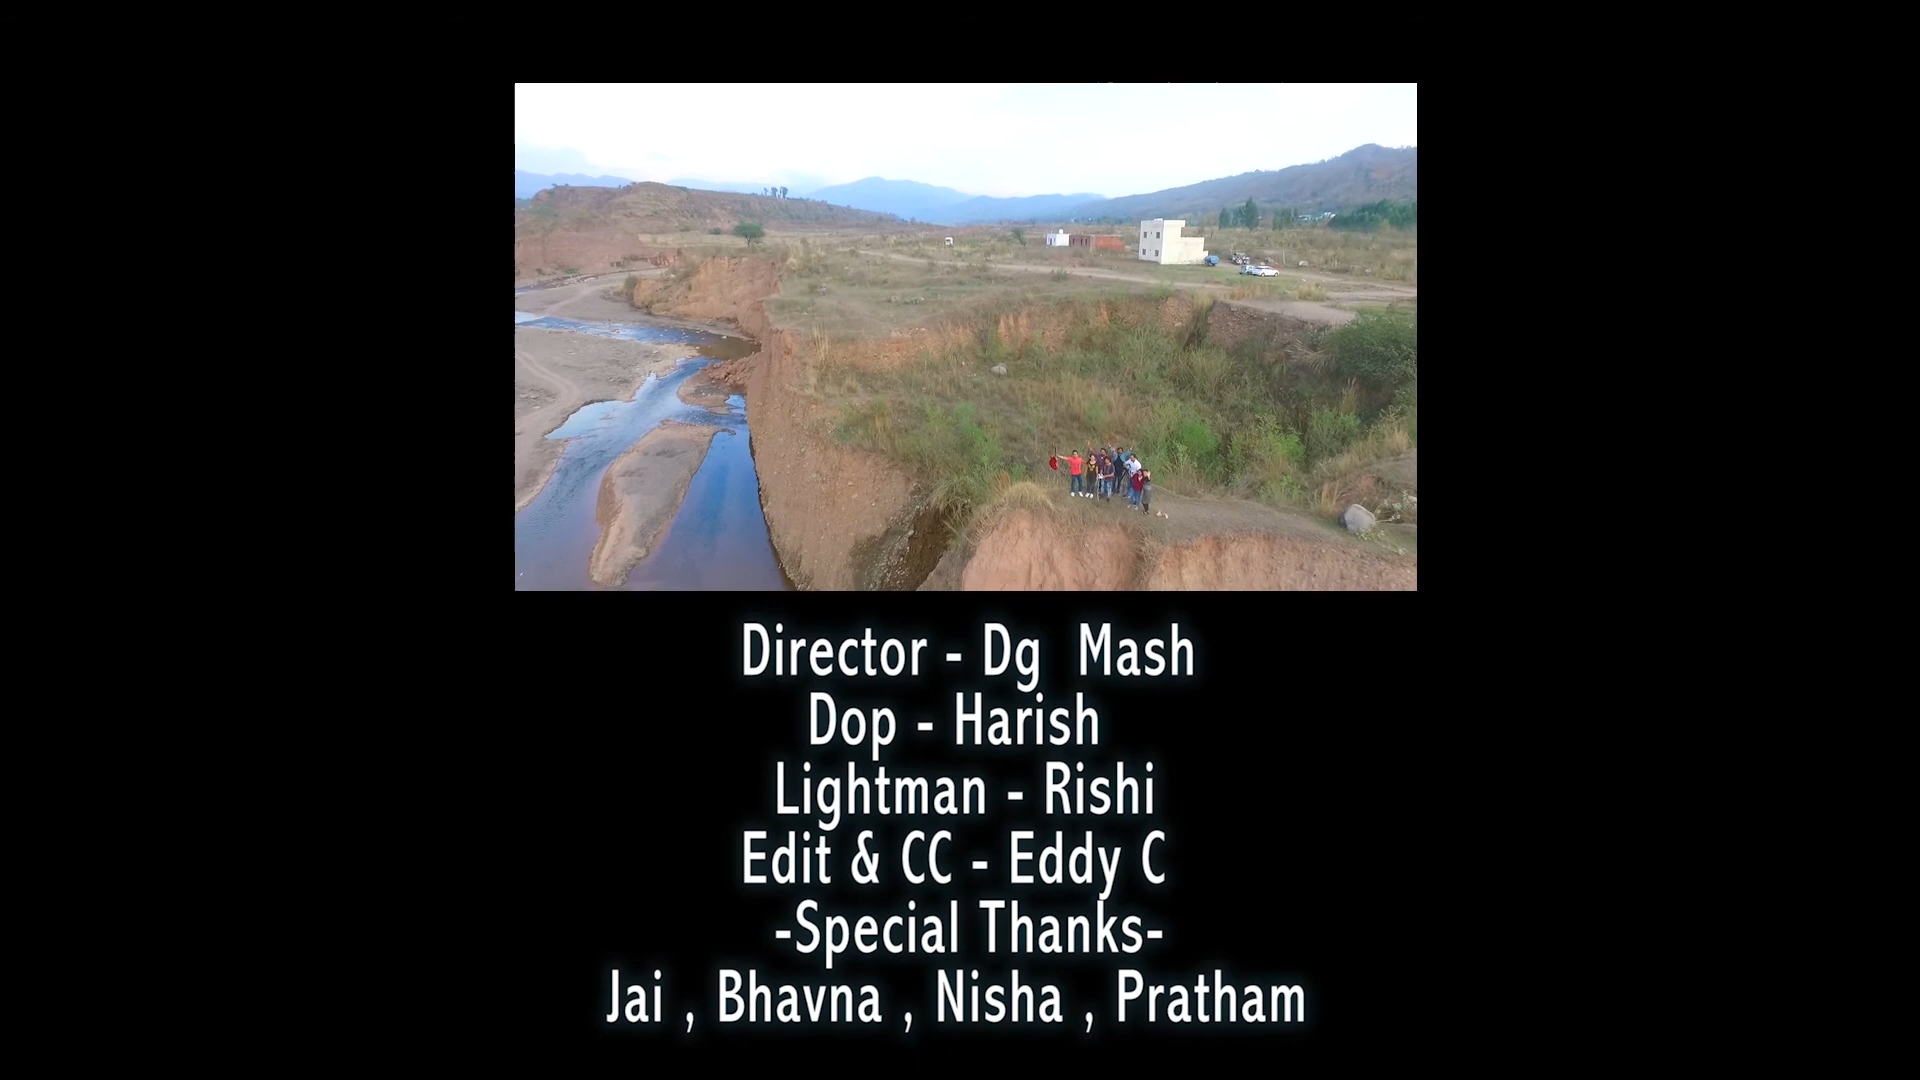 Director - Dg Mash
Dop - Harish
Lightman - Rishi
Edit & CC - Eddy C
-Special Thanks-
Jai , Bhavna , Nisha , Pratham